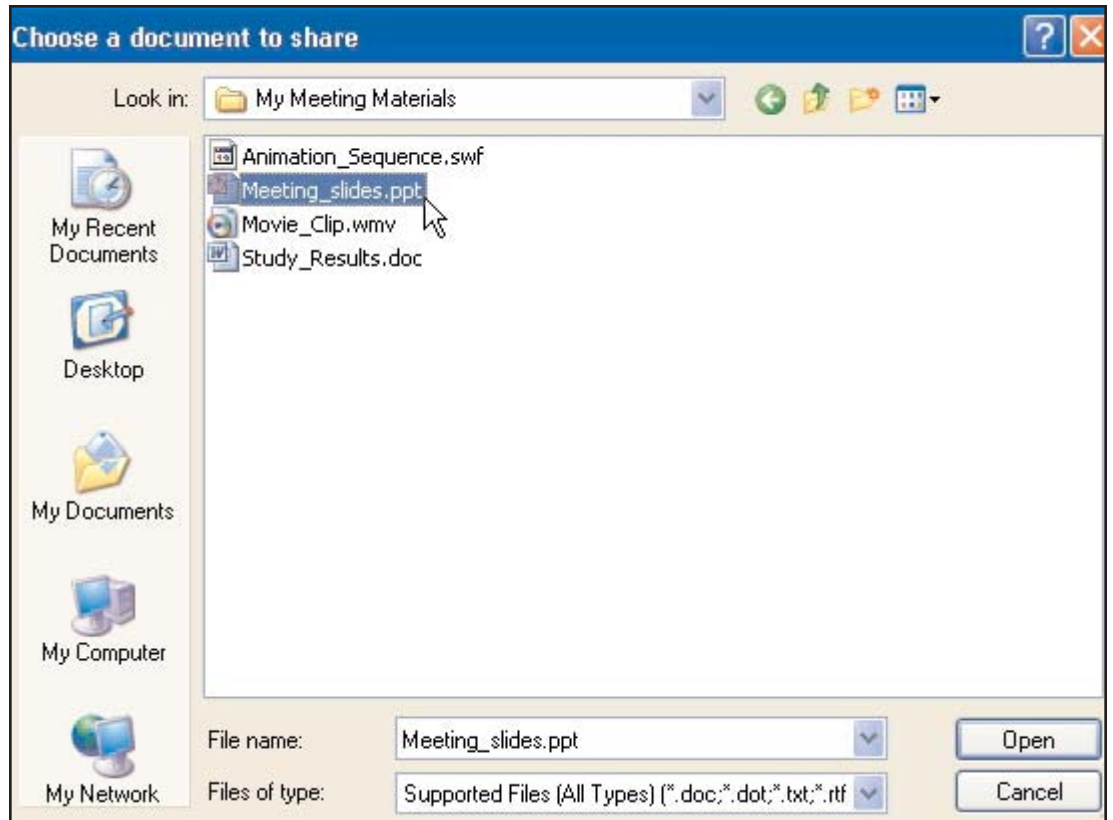 Choose a document to share
?
Look in:
My Meeting Materials
Animation_Sequence.swf
Meeting_slides.ppt
Movie_Clip.wmv
Study_Results.doc
My Recent
Documents
Desktop
My Documents
My Computer
My Network
File name:
Meeting_slides.ppt
Open
Files of type:
Supported Files (All Types) (*.doc;*.dot;*.txt;*.rtf
Cancel